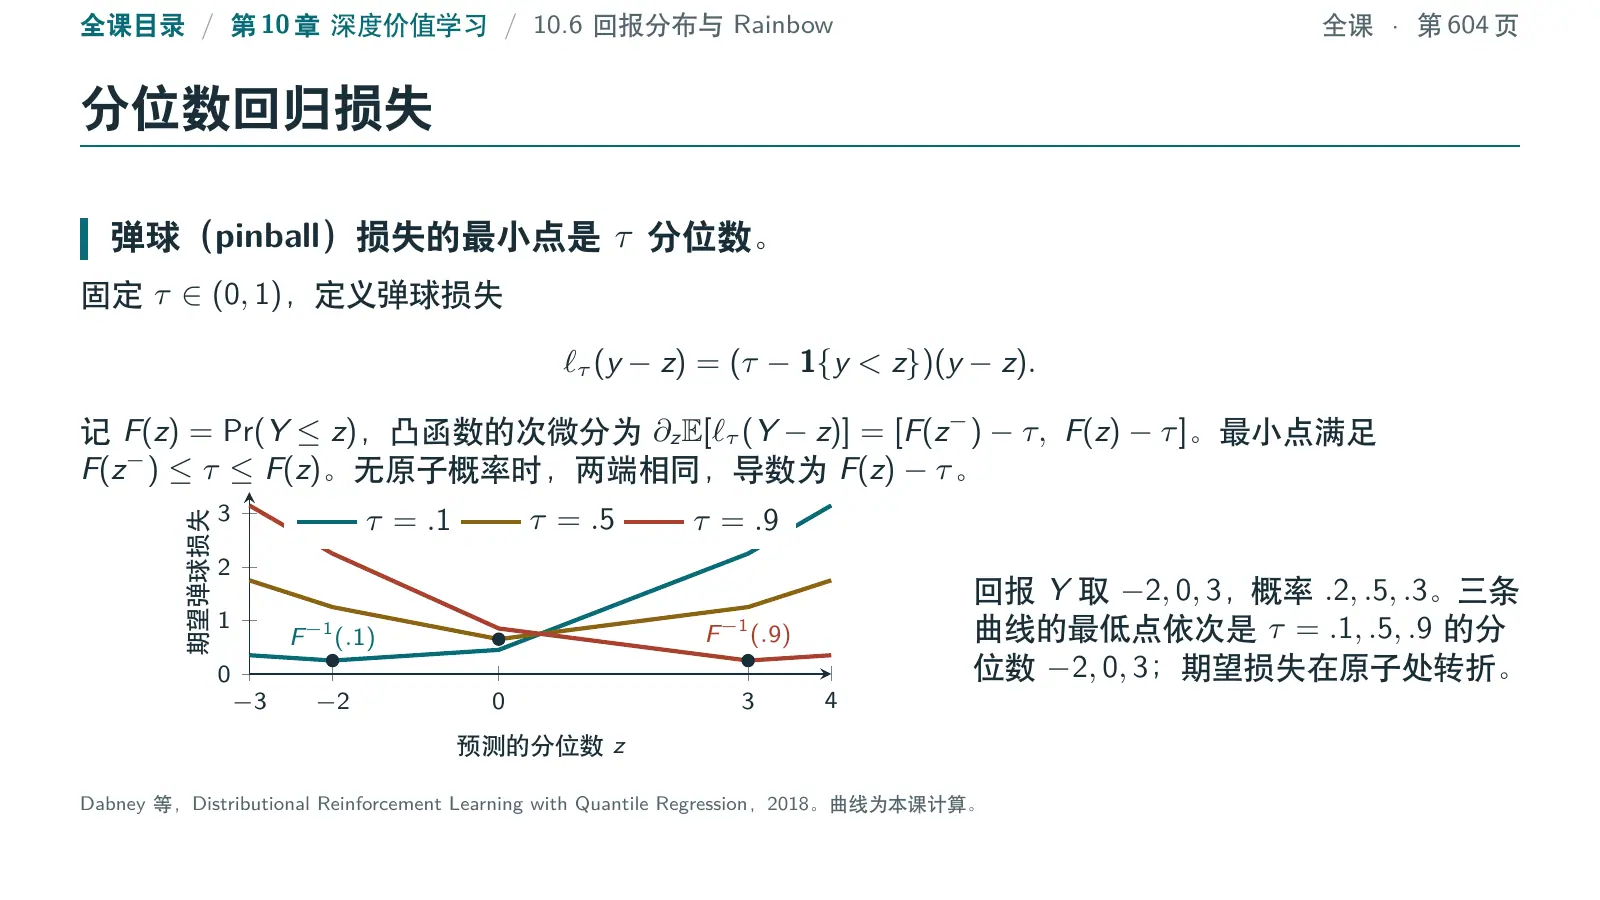 全课目录 / 第 10 章 深度价值学习 / 10.6 回报分布与 Rainbow
全课 · 第 604 页
分位数回归损失
弹球（pinball）损失的最小点是 τ 分位数。
固定 τ ∈ (0, 1)，定义弹球损失
ℓ_τ(y − z) = (τ − 1{y < z})(y − z).
记 F(z) = Pr(Y ≤ z)，凸函数的次微分为 ∂_z𝔼[ℓ_τ(Y − z)] = [F(z⁻) − τ, F(z) − τ]。最小点满足
F(z⁻) ≤ τ ≤ F(z)。无原子概率时，两端相同，导数为 F(z) − τ。
τ = .1 τ = .5 τ = .9
期望弹球损失
3
2
1
0
F⁻¹(.1)
F⁻¹(.9)
−3 −2 0 3 4
预测的分位数 z
回报 Y 取 −2, 0, 3，概率 .2, .5, .3。三条
曲线的最低点依次是 τ = .1, .5, .9 的分
位数 −2, 0, 3；期望损失在原子处转折。
Dabney 等，Distributional Reinforcement Learning with Quantile Regression，2018。曲线为本课计算。